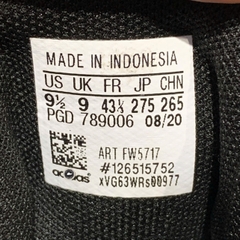 MADE IN INDONESIA
US UK FR JP CHN
9½ 9 43⅓ 275 265
PGD 789006 08/20
ART FW5717
#126515752
xVG63WRs00977